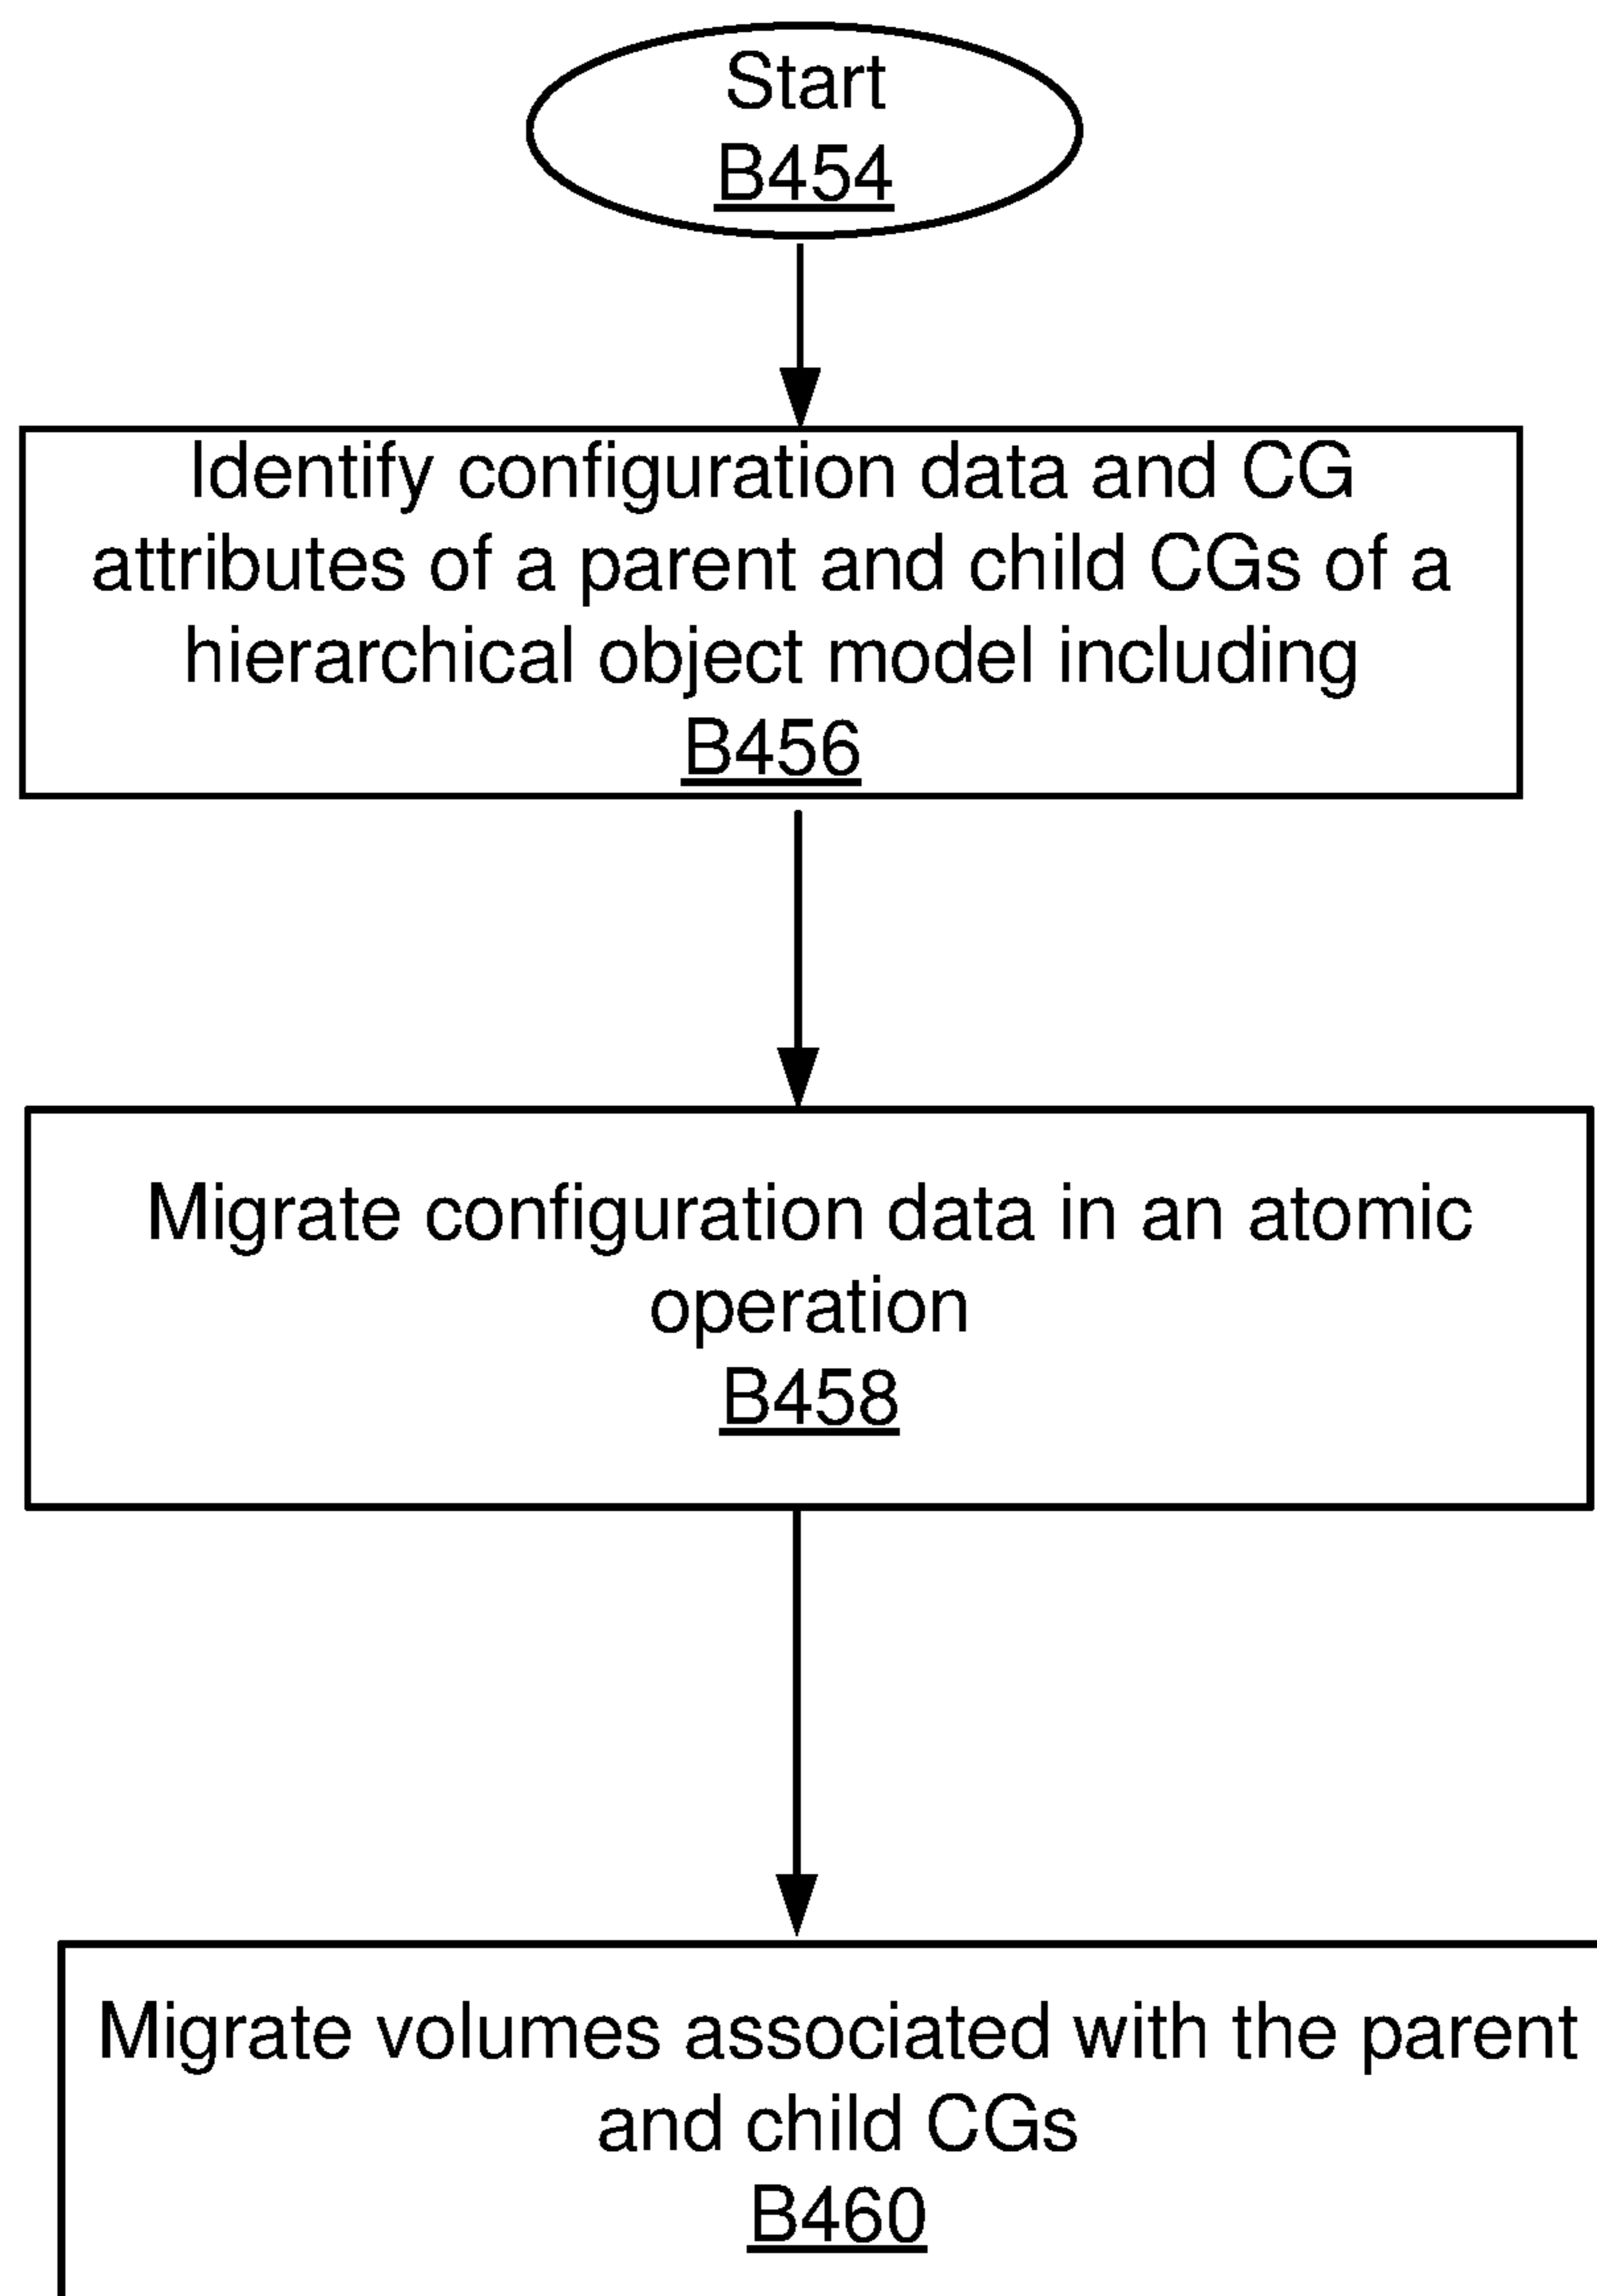 Start
B454
Identify configuration data and CG
attributes of a parent and child CGs of a
hierarchical object model including
B456
Migrate configuration data in an atomic
operation
B458
Migrate volumes associated with the parent
and child CGs
B460